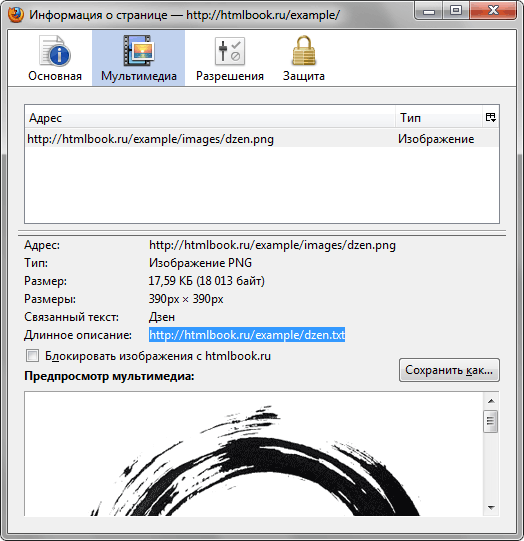 Информация о странице — http://htmlbook.ru/example/
Основная Мультимедиа Разрешения Защита
Адрес Тип
http://htmlbook.ru/example/images/dzen.png Изображение
Адрес: http://htmlbook.ru/example/images/dzen.png
Тип: Изображение PNG
Размер: 17,59 КБ (18 013 байт)
Размеры: 390px × 390px
Связанный текст: Дзен
Длинное описание: http://htmlbook.ru/example/dzen.txt
Блокировать изображения с htmlbook.ru
Предпросмотр мультимедиа: Сохранить как...